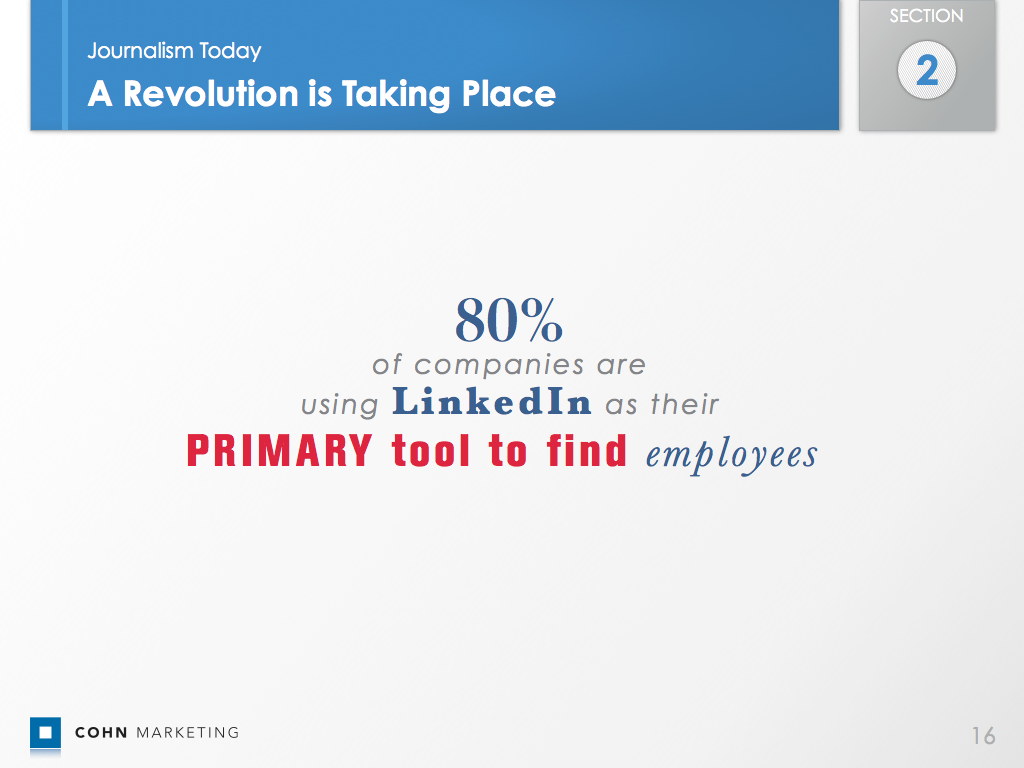 Journalism Today
A Revolution is Taking Place
SECTION
2
80%
of companies are
using LinkedIn as their
PRIMARY tool to find employees
COHN MARKETING
16